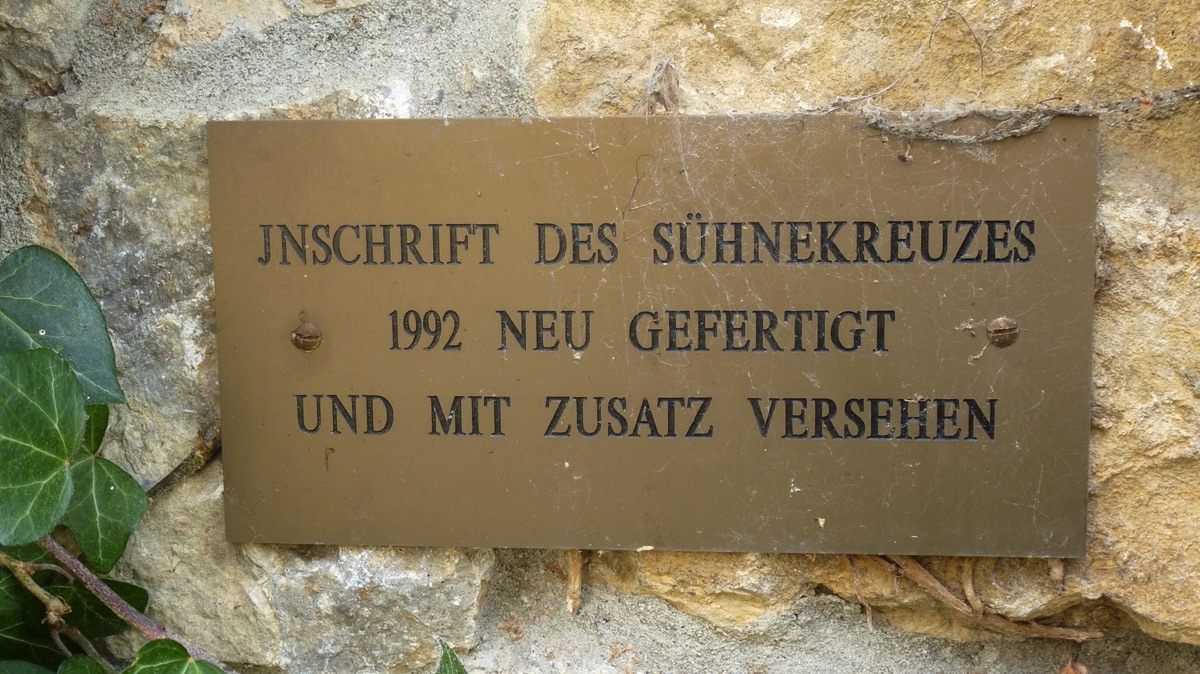 JNSCHRIFT DES SÜHNEKREUZES
1992 NEU GEFERTIGT
UND MIT ZUSATZ VERSEHEN